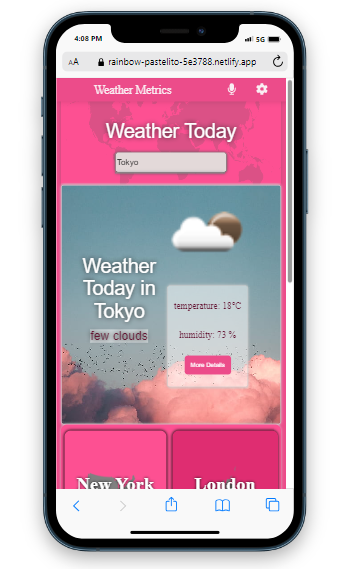 4:08 PM
5G
AA
rainbow-pastelito-5e3788.netlify.app
Weather Metrics
Weather Today
Tokyo
Weather
Today in
Tokyo
few clouds
temperature: 18°C
humidity: 73 %
More Details
New York
London